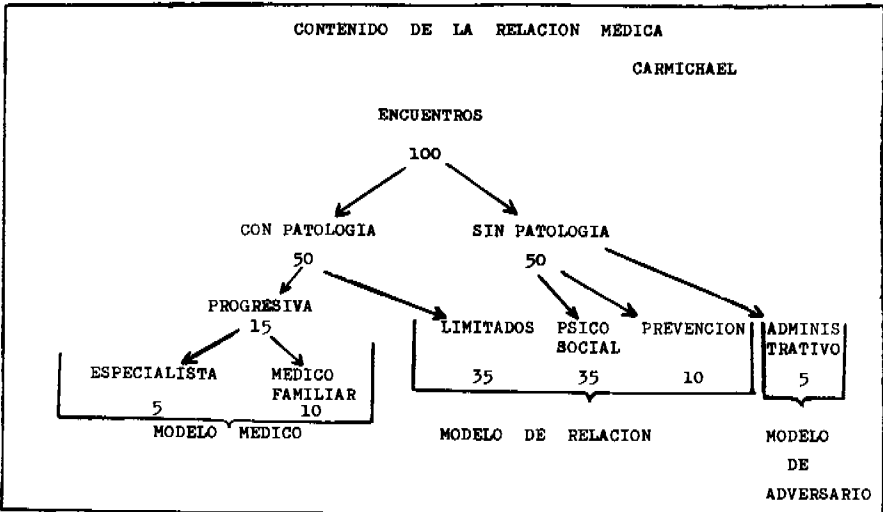 CONTENIDO DE LA RELACION MEDICA
CARMICHAEL
ENCUENTROS
100
CON PATOLOGIA
SIN PATOLOGIA
50
50
PROGRESIVA
15
LIMITADOS
PSICO
SOCIAL
PREVENCION
ADMINIS
TRATIVO
ESPECIALISTA
MEDICO
FAMILIAR
35
35
10
5
5
10
MODELO MEDICO
MODELO DE RELACION
MODELO
DE
ADVERSARIO